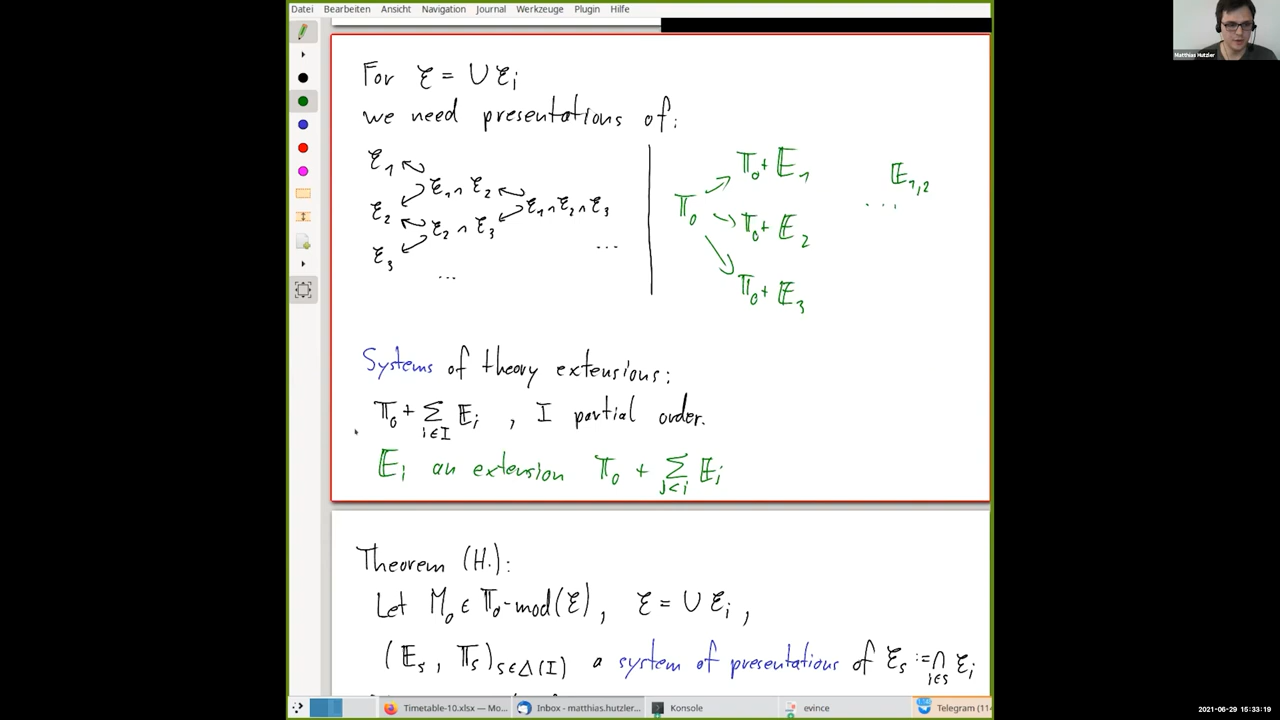 Datei Bearbeiten Ansicht Navigation Journal Werkzeuge Plugin Hilfe
Matthias Hutzler
For ℰ = ∪ ℰᵢ
we need presentations of:
ℰ₁
ℰ₁ ∩ ℰ₂
ℰ₂
ℰ₁ ∩ ℰ₂ ∩ ℰ₃
ℰ₂ ∩ ℰ₃
ℰ₃
...
...
𝕋₀
𝕋₀ + 𝔼₁
𝕋₀ + 𝔼₂
𝕋₀ + 𝔼₃
𝔼₁,₂
...
Systems of theory extensions:
𝕋₀ + Σ_{i∈I} 𝔼ᵢ , I partial order.
𝔼ᵢ an extension 𝕋₀ + Σ_{j<i} 𝔼ⱼ
Theorem (H.):
Let M₀ ∈ 𝕋₀-mod(ℰ), ℰ = ∪ ℰᵢ,
(𝔼ₛ, 𝕋ₛ)_{s∈Δ(I)} a system of presentations of ℰₛ := ∩_{i∈s} ℰᵢ
Timetable-10.xlsx — Mo... Inbox - matthias.hutzler... Konsole evince Telegram (11
2021-06-29 15:33:19